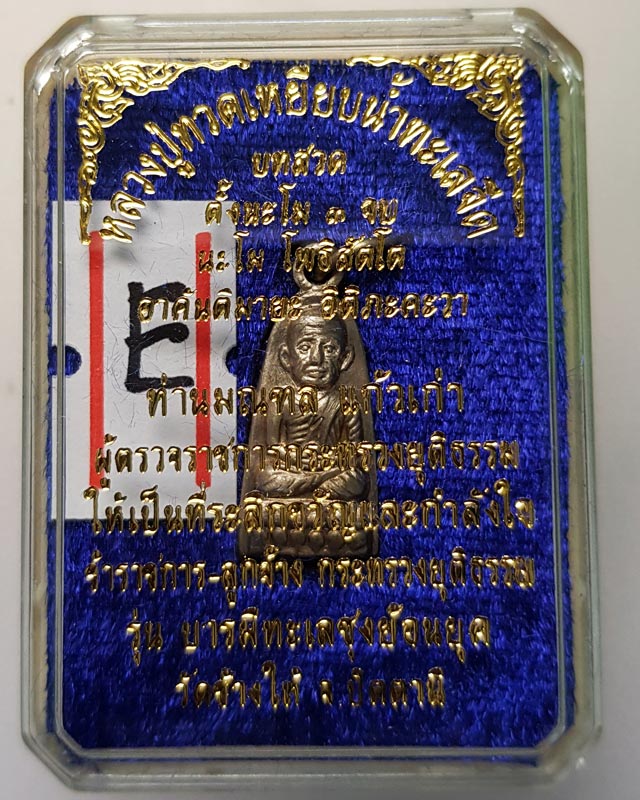 หลวงปู่ทวดเหยียบน้ำทะเลจืด
บทสวด
ตั้งนะโม ๓ จบ
นะโม โพธิสัตโต
อาคันติมายะ อิติภะคะวา
ท่านมณฑล แก้วเก่า
ผู้ตรวจราชการกระทรวงยุติธรรม
ให้เป็นที่ระลึกขวัญและกำลังใจ
ข้าราชการ-ลูกจ้าง กระทรวงยุติธรรม
รุ่น บารมีทะเลซุงย้อนยุค
วัดช้างให้ จ.ปัตตานี